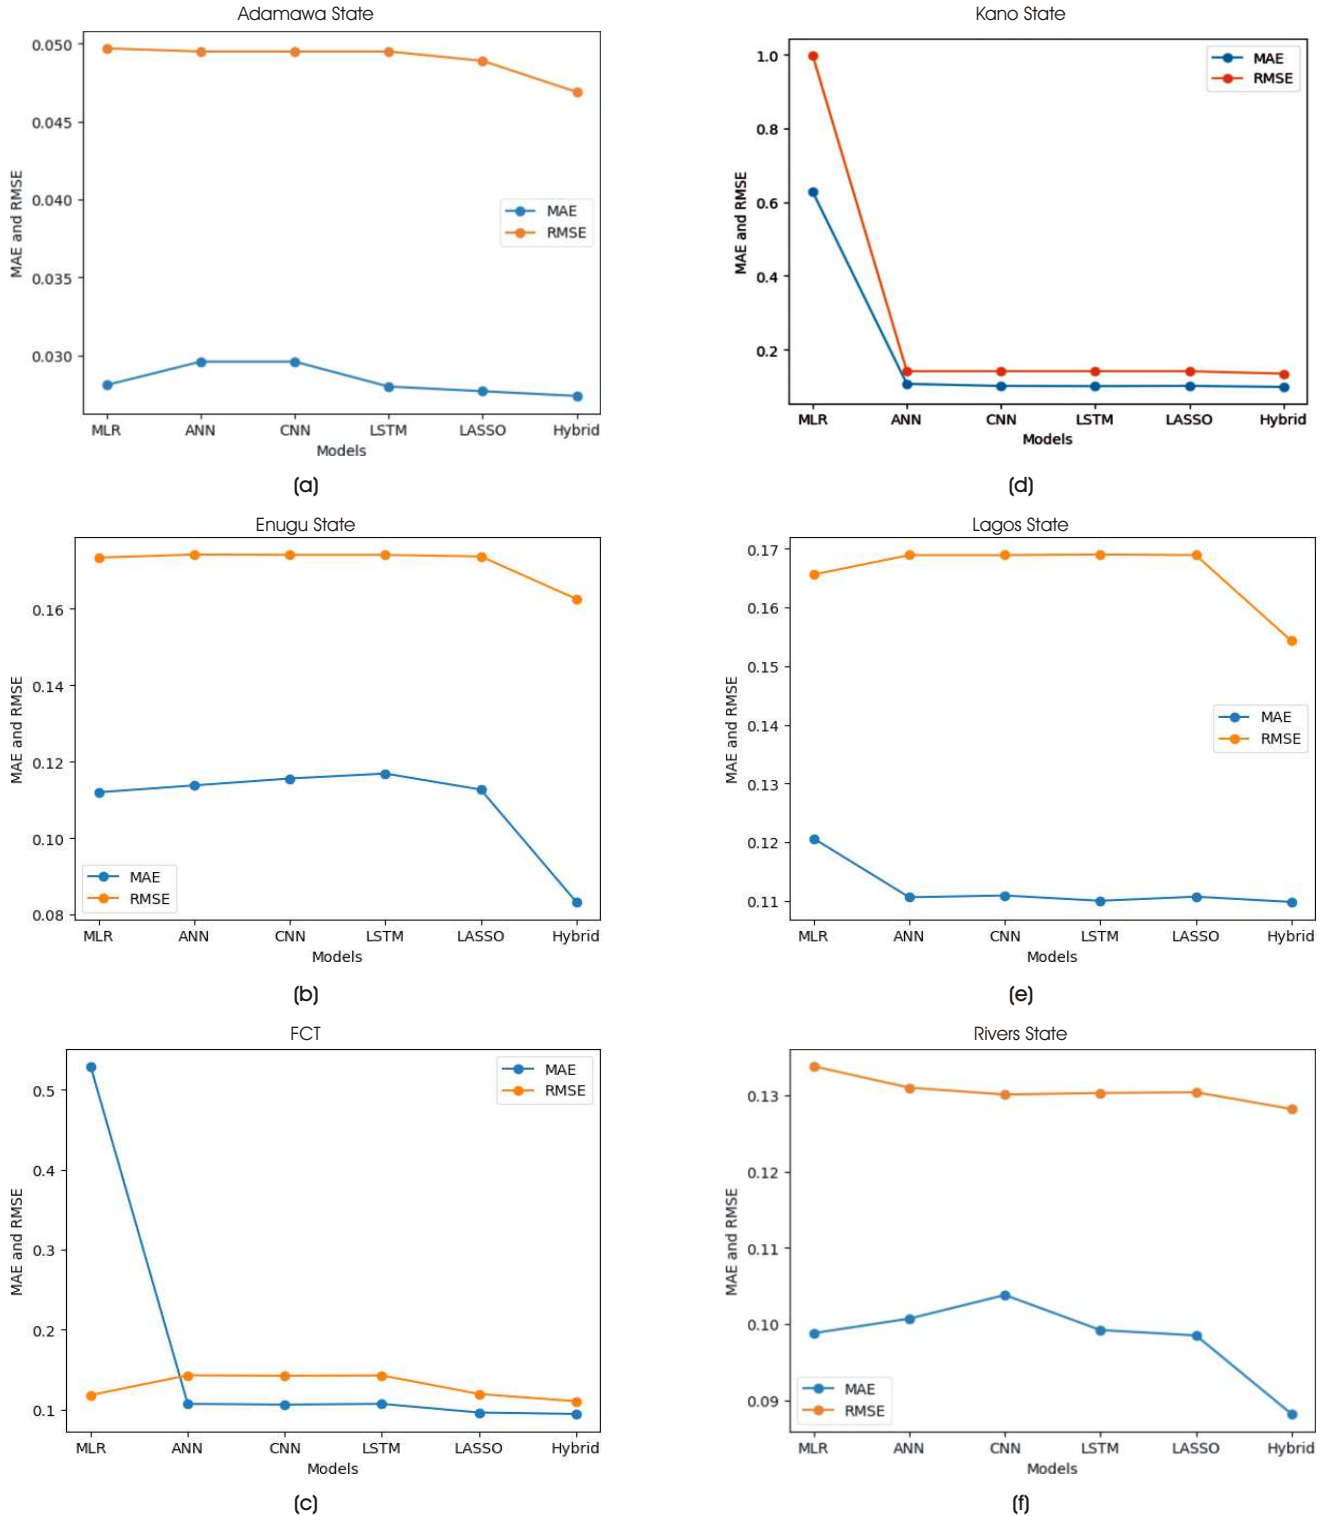 Adamawa State
0.050
0.045
0.040
0.035
0.030
MAE and RMSE
MAE
RMSE
MLR ANN CNN LSTM LASSO Hybrid
Models
(a)
Kano State
1.0
0.8
0.6
0.4
0.2
MAE and RMSE
MAE
RMSE
MLR ANN CNN LSTM LASSO Hybrid
Models
(d)
Enugu State
0.16
0.14
0.12
0.10
0.08
MAE and RMSE
MAE
RMSE
MLR ANN CNN LSTM LASSO Hybrid
Models
(b)
Lagos State
0.17
0.16
0.15
0.14
0.13
0.12
0.11
MAE and RMSE
MAE
RMSE
MLR ANN CNN LSTM LASSO Hybrid
Models
(e)
FCT
0.5
0.4
0.3
0.2
0.1
MAE and RMSE
MAE
RMSE
MLR ANN CNN LSTM LASSO Hybrid
Models
(c)
Rivers State
0.13
0.12
0.11
0.10
0.09
MAE and RMSE
MAE
RMSE
MLR ANN CNN LSTM LASSO Hybrid
Models
(f)